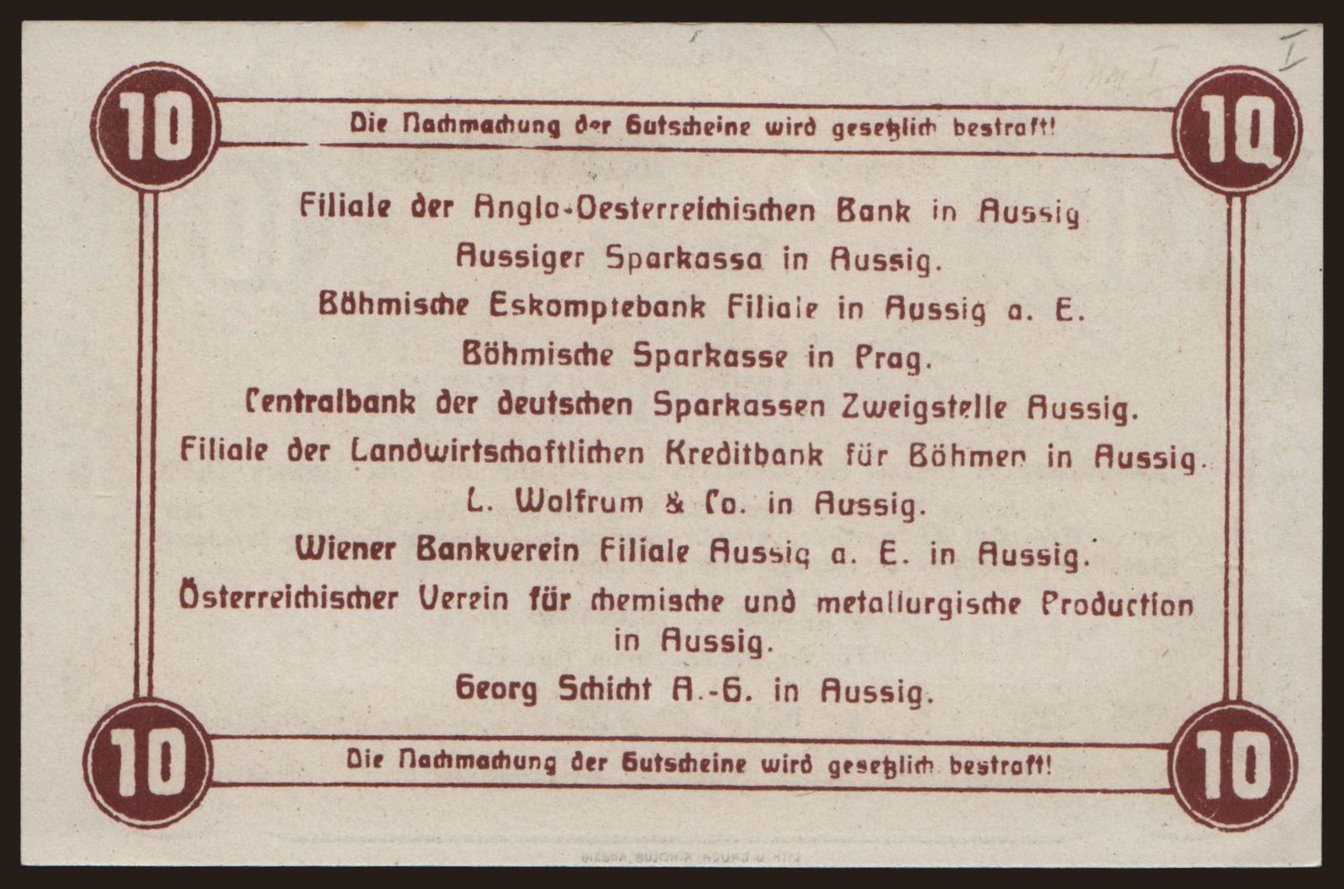 I
10 Die Nachmachung der Gutscheine wird gesetzlich bestraft! 10
Filiale der Anglo-Oesterreichischen Bank in Aussig
Aussiger Sparkassa in Aussig.
Böhmische Eskomptebank Filiale in Aussig a. E.
Böhmische Sparkasse in Prag.
Centralbank der deutschen Sparkassen Zweigstelle Aussig.
Filiale der Landwirtschaftlichen Kreditbank für Böhmen in Aussig.
L. Wolfrum & Co. in Aussig.
Wiener Bankverein Filiale Aussig a. E. in Aussig.
Österreichischer Verein für chemische und metallurgische Production
in Aussig.
Georg Schicht A.-G. in Aussig.
10 Die Nachmachung der Gutscheine wird gesetzlich bestraft! 10